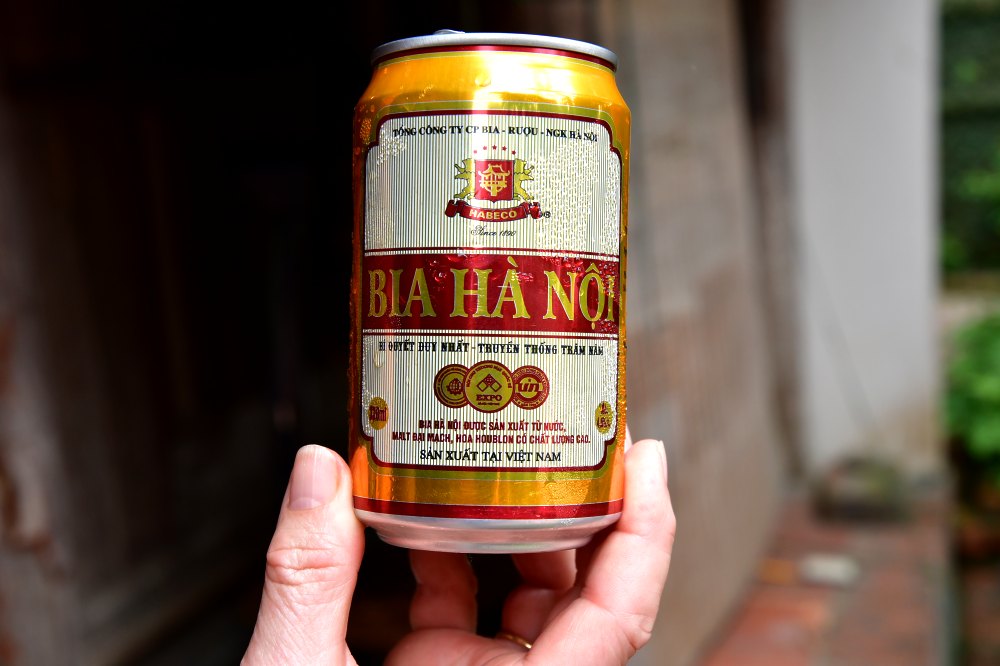 TỔNG CÔNG TY CP BIA - RƯỢU - NGK HÀ NỘI
HABECO ®
Since 1890
BIA HÀ NỘI
BÍ QUYẾT DUY NHẤT - TRUYỀN THỐNG TRĂM NĂM
EXPO
BIA HÀ NỘI ĐƯỢC SẢN XUẤT TỪ NƯỚC,
MALT ĐẠI MẠCH, HOA HOUBLON CÓ CHẤT LƯỢNG CAO.
SẢN XUẤT TẠI VIỆT NAM